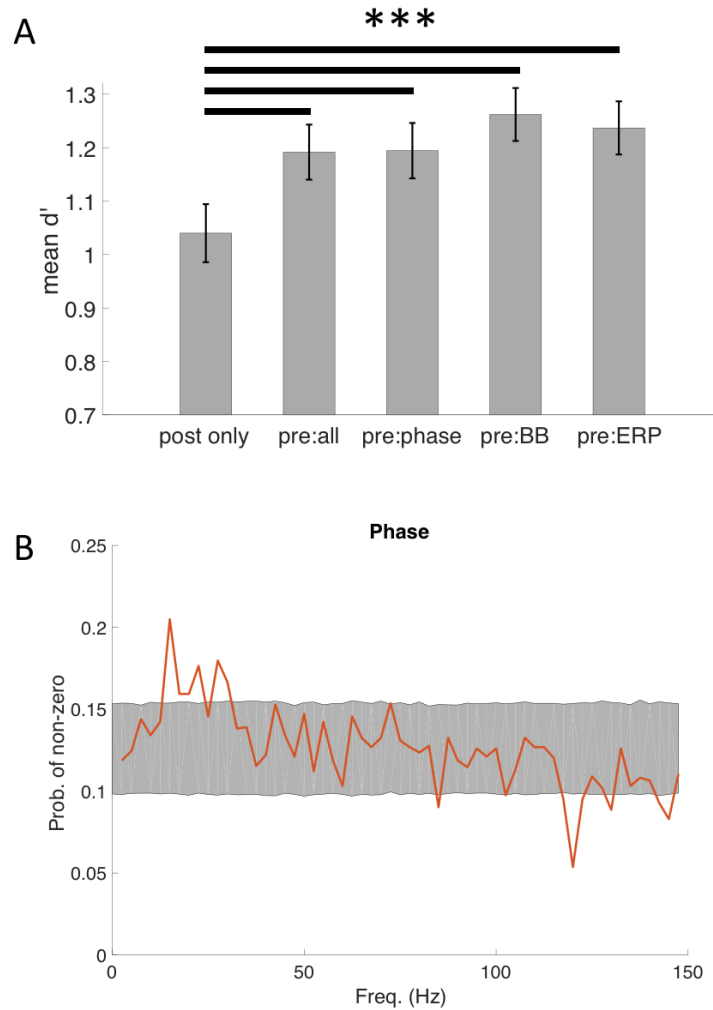 A
***
1.3
1.2
1.1
1
0.9
0.8
0.7
mean d'
post only pre:all pre:phase pre:BB pre:ERP
B
Phase
0.25
0.2
0.15
0.1
0.05
0
Prob. of non-zero
0 50 100 150
Freq. (Hz)